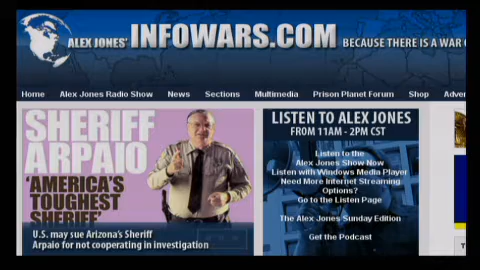 ALEX JONES' INFOWARS.COM BECAUSE THERE IS A WAR
Home Alex Jones Radio Show News Sections Multimedia Prison Planet Forum Shop Adver
SHERIFF
ARPAIO
'AMERICA'S
TOUGHEST
SHERIFF'
U.S. may sue Arizona's Sheriff
Arpaio for not cooperating in investigation
LISTEN TO ALEX JONES
FROM 11AM - 2PM CST
Listen to the
Alex Jones Show Now
Listen with Windows Media Player
Need More Internet Streaming
Options?
Go to the Listen Page
The Alex Jones Sunday Edition
Get the Podcast